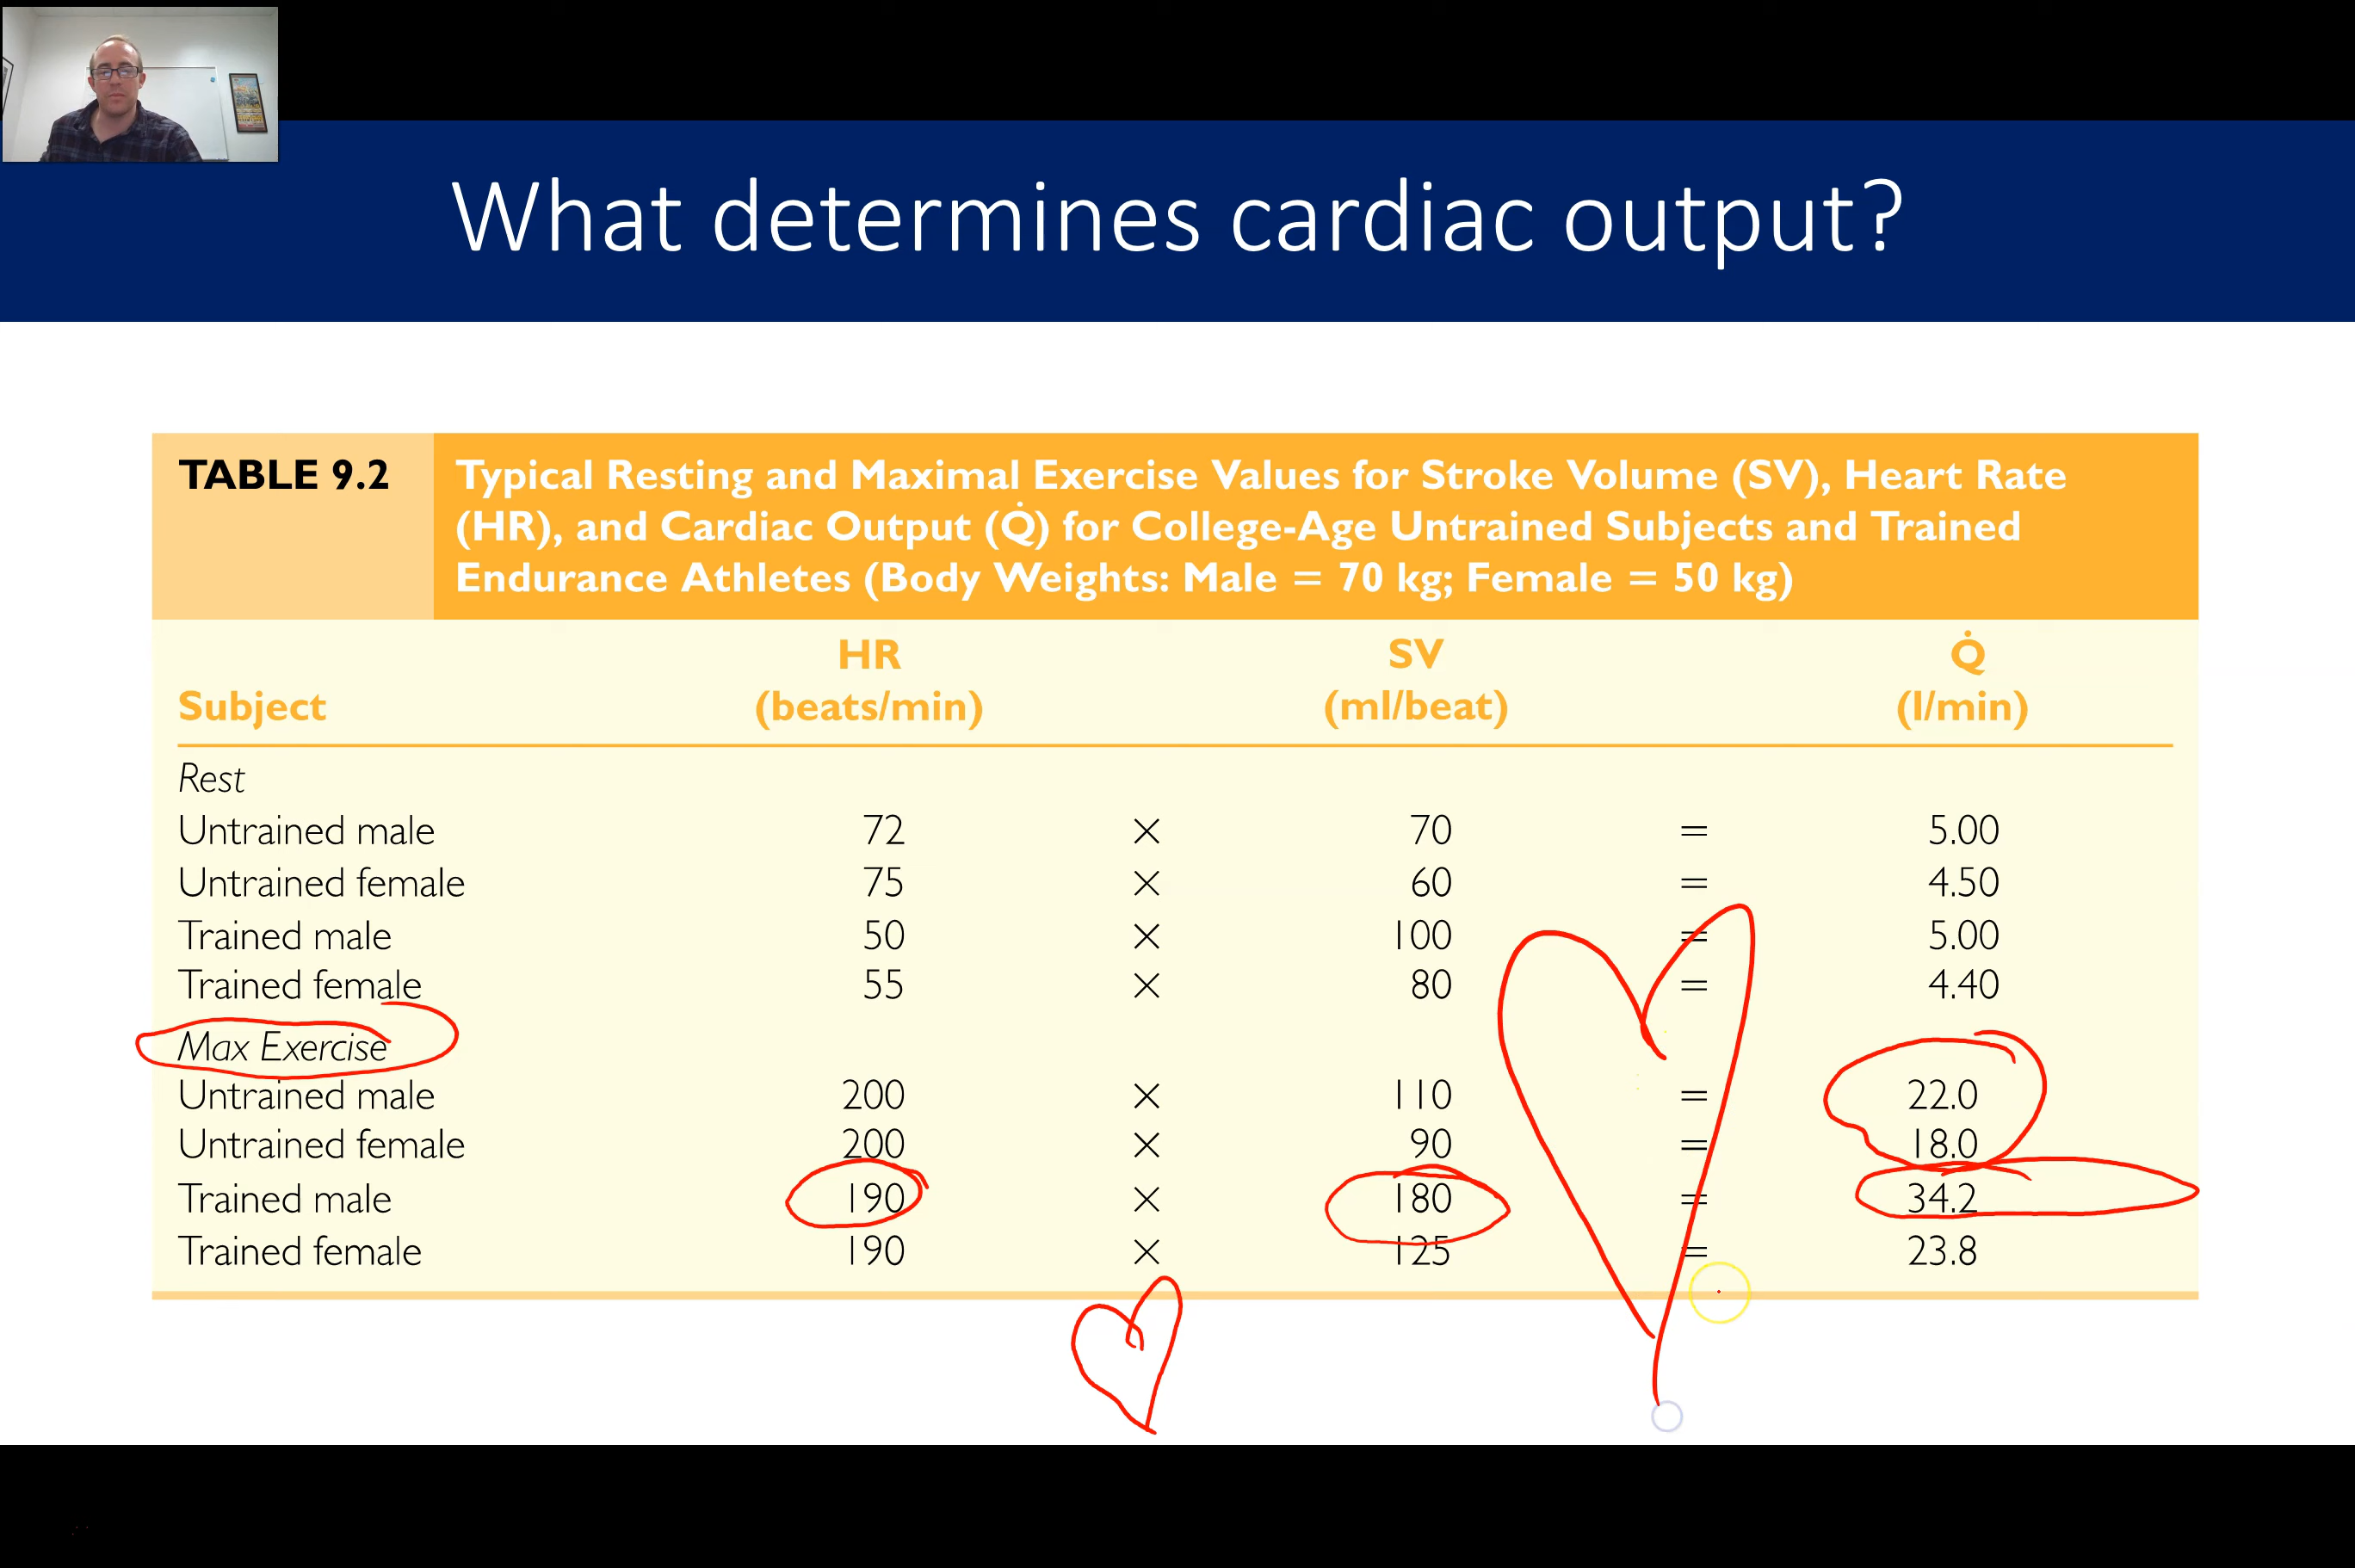 What determines cardiac output?
TABLE 9.2
Typical Resting and Maximal Exercise Values for Stroke Volume (SV), Heart Rate
(HR), and Cardiac Output (Q̇) for College-Age Untrained Subjects and Trained
Endurance Athletes (Body Weights: Male = 70 kg; Female = 50 kg)
HR SV Q̇
Subject (beats/min) (ml/beat) (l/min)
Rest
Untrained male 72 × 70 = 5.00
Untrained female 75 × 60 = 4.50
Trained male 50 × 100 = 5.00
Trained female 55 × 80 = 4.40
Max Exercise
Untrained male 200 × 110 = 22.0
Untrained female 200 × 90 = 18.0
Trained male 190 × 180 = 34.2
Trained female 190 × 125 = 23.8